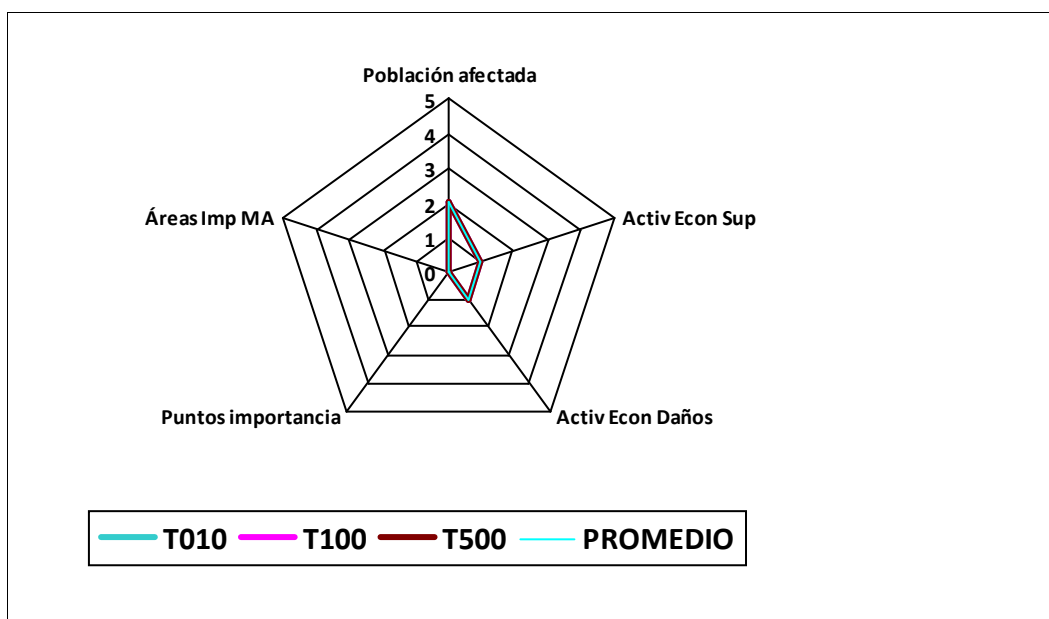 Población afectada
5
4
3
2
1
0
Áreas Imp MA
Activ Econ Sup
Puntos importancia
Activ Econ Daños
T010 T100 T500 PROMEDIO